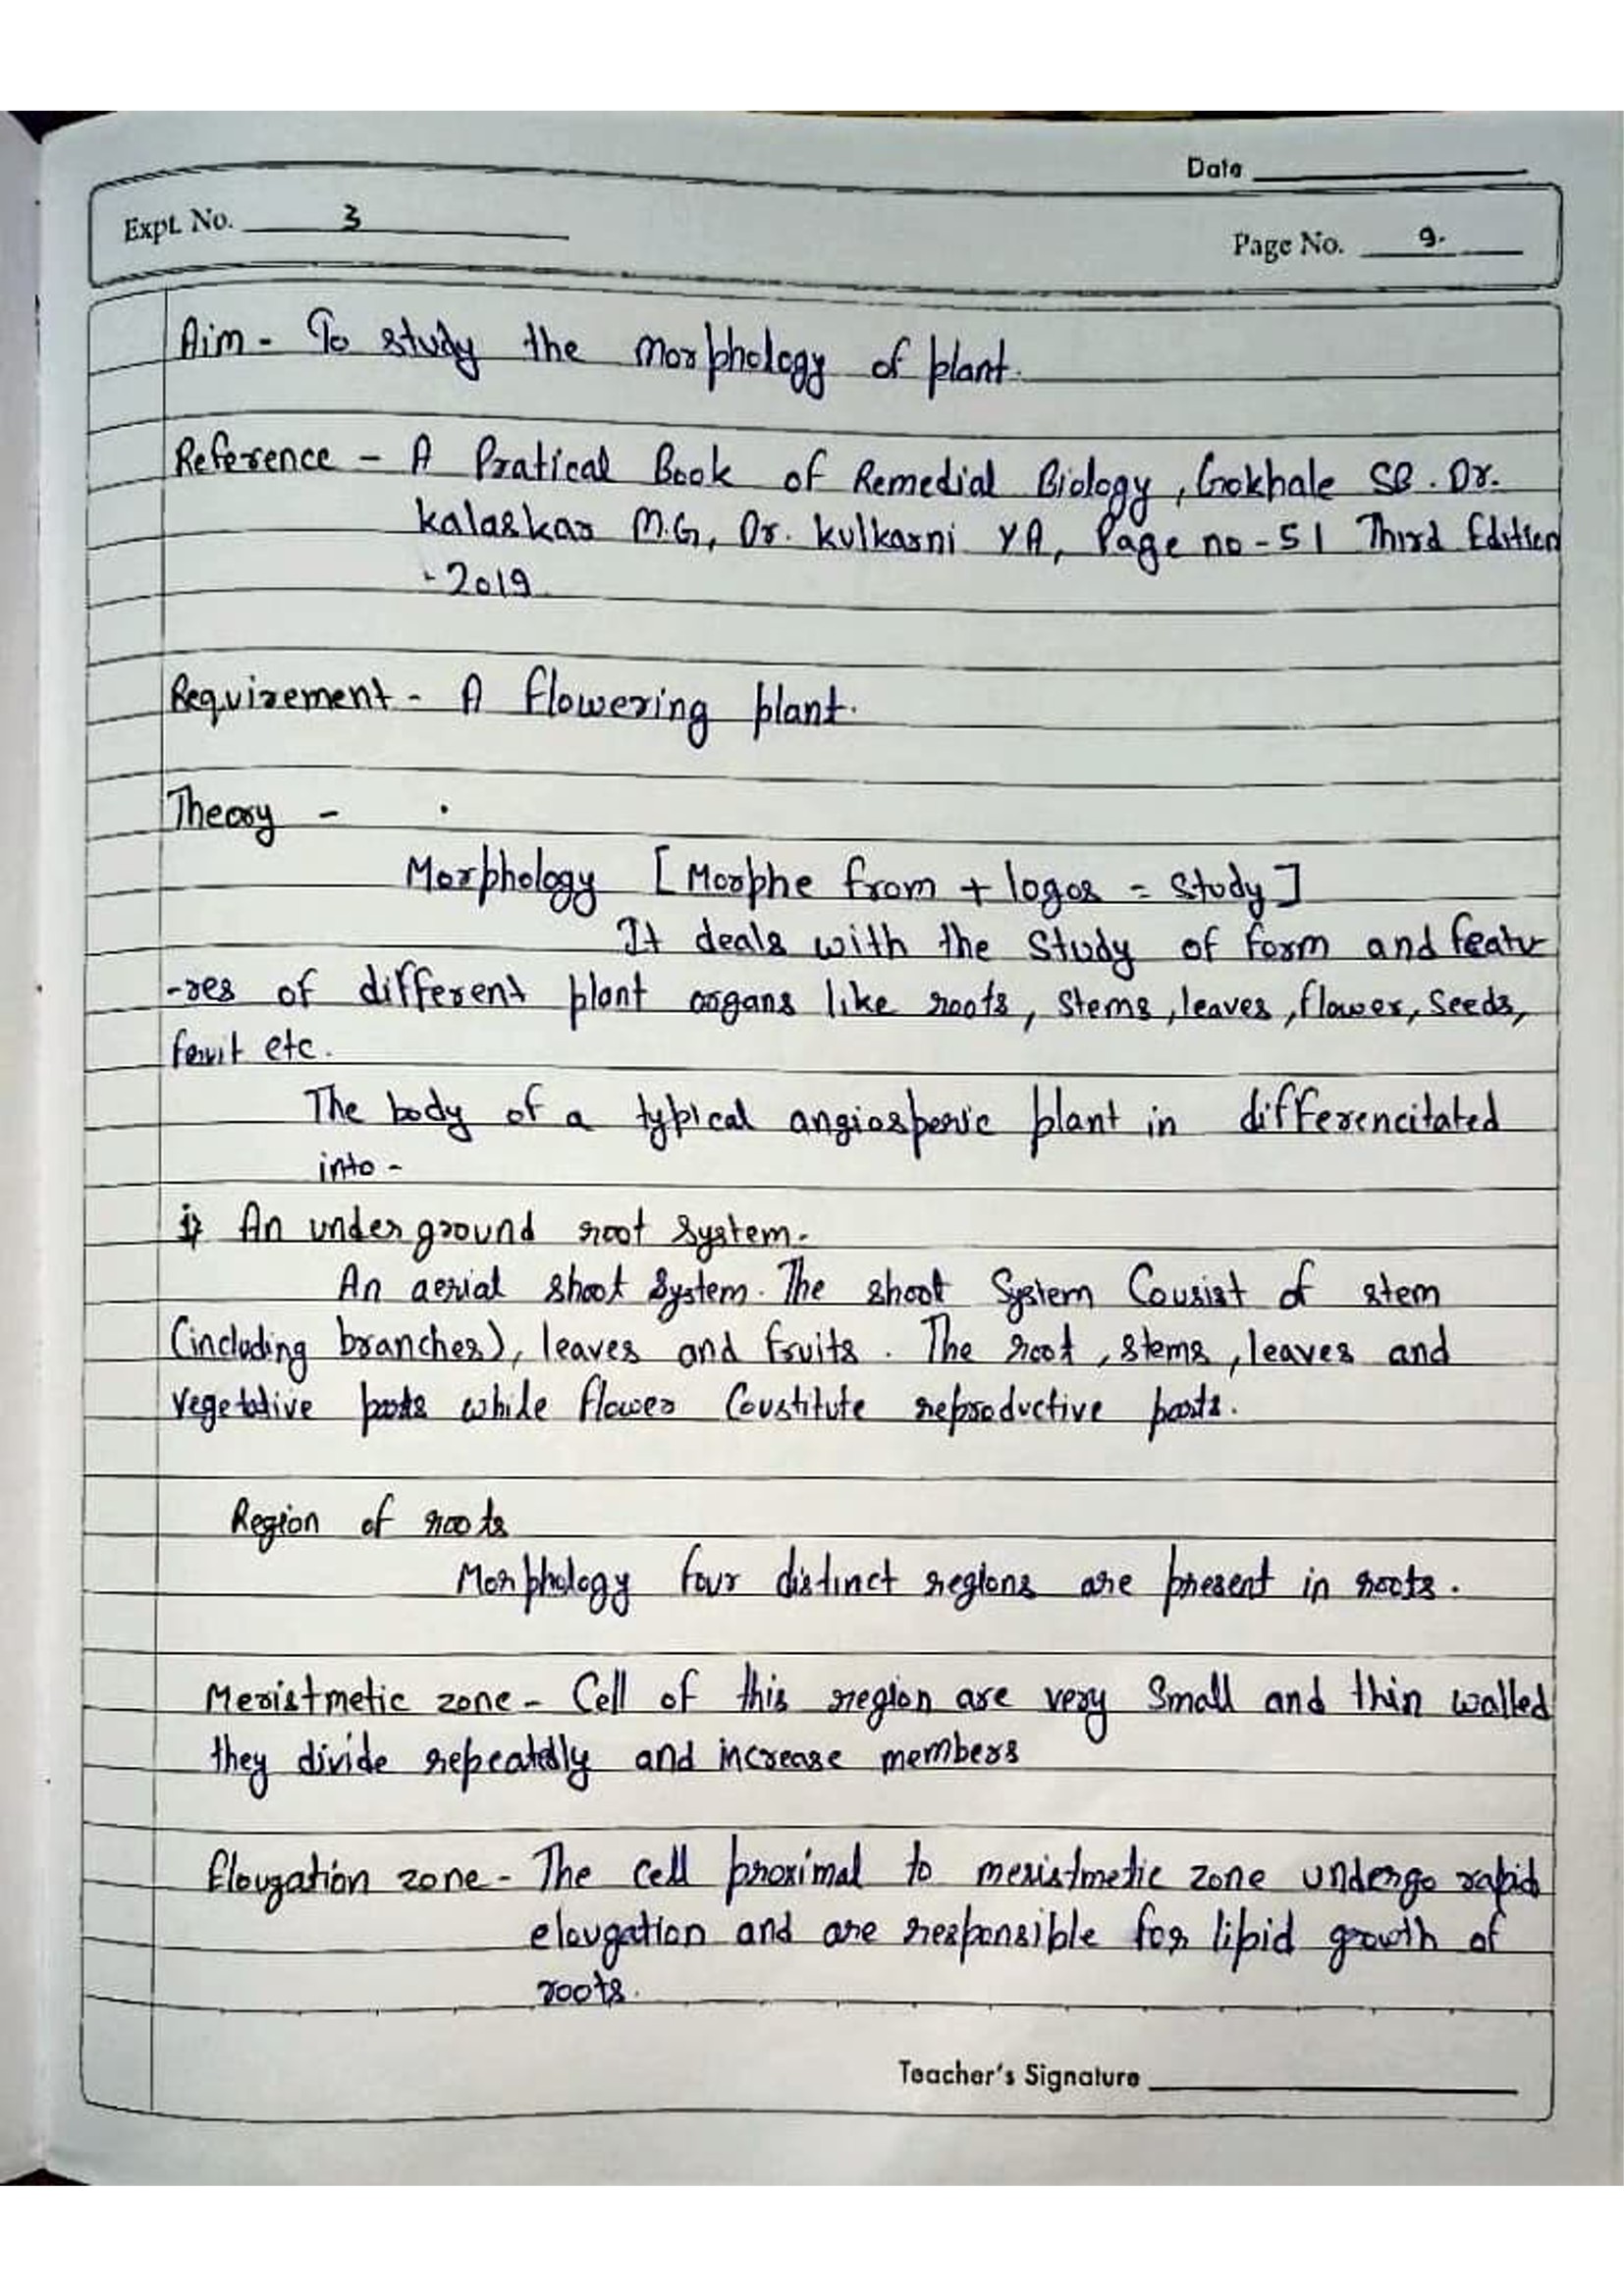 Date
Expt. No. 3
Page No. 9.
Aim - To study the morphology of plant.
Reference - A Pratical Book of Remedial Biology, Gokhale SB. Dr.
Kalaskar M.G, Dr. Kulkarni YA, Page no - 51 Third Edition
- 2019
Requirement - A flowering plant.
Theory -
Morphology [Morphe from + logos = study]
It deals with the study of form and featu
-res of different plant organs like roots, stems, leaves, flower, seeds,
fruit etc.
The body of a typical angiospermic plant in differencitated
into -
i) An underground root system.
An aerial shoot system. The shoot system Cousist of stem
(including branches), leaves and fruits. The root, stems, leaves and
vegetative parts while flower Coustitute reproductive parts.
Region of roots
Morphology four distinct regions are present in roots.
Meristmetic zone - Cell of this region are very small and thin walled
they divide repeatedly and increase members
Elougation zone - The cell proximal to meristmetic zone undergo rapid
elougation and are responsible for lipid growth of
roots.
Teacher's Signature